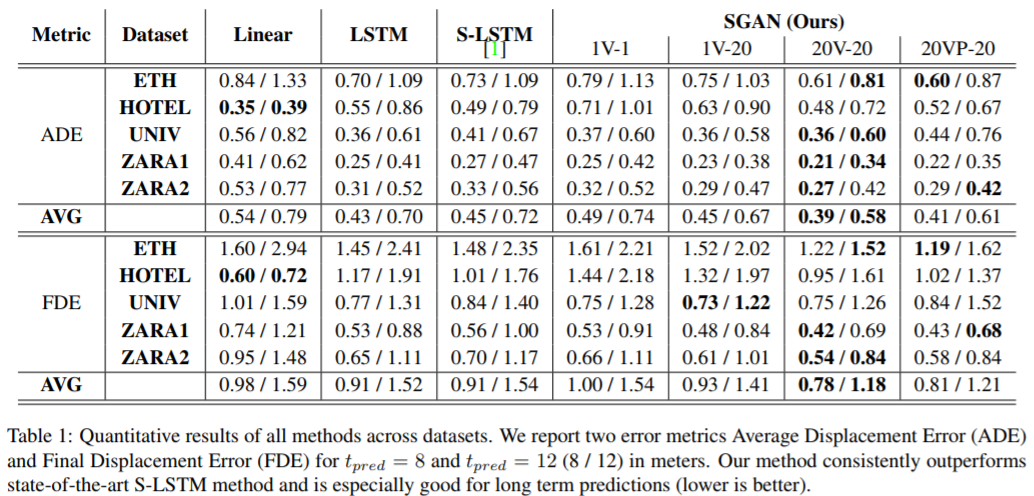 Metric Dataset Linear LSTM S-LSTM [1] SGAN (Ours)
1V-1 1V-20 20V-20 20VP-20
ADE ETH 0.84 / 1.33 0.70 / 1.09 0.73 / 1.09 0.79 / 1.13 0.75 / 1.03 0.61 / 0.81 0.60 / 0.87
HOTEL 0.35 / 0.39 0.55 / 0.86 0.49 / 0.79 0.71 / 1.01 0.63 / 0.90 0.48 / 0.72 0.52 / 0.67
UNIV 0.56 / 0.82 0.36 / 0.61 0.41 / 0.67 0.37 / 0.60 0.36 / 0.58 0.36 / 0.60 0.44 / 0.76
ZARA1 0.41 / 0.62 0.25 / 0.41 0.27 / 0.47 0.25 / 0.42 0.23 / 0.38 0.21 / 0.34 0.22 / 0.35
ZARA2 0.53 / 0.77 0.31 / 0.52 0.33 / 0.56 0.32 / 0.52 0.29 / 0.47 0.27 / 0.42 0.29 / 0.42
AVG 0.54 / 0.79 0.43 / 0.70 0.45 / 0.72 0.49 / 0.74 0.45 / 0.67 0.39 / 0.58 0.41 / 0.61
FDE ETH 1.60 / 2.94 1.45 / 2.41 1.48 / 2.35 1.61 / 2.21 1.52 / 2.02 1.22 / 1.52 1.19 / 1.62
HOTEL 0.60 / 0.72 1.17 / 1.91 1.01 / 1.76 1.44 / 2.18 1.32 / 1.97 0.95 / 1.61 1.02 / 1.37
UNIV 1.01 / 1.59 0.77 / 1.31 0.84 / 1.40 0.75 / 1.28 0.73 / 1.22 0.75 / 1.26 0.84 / 1.52
ZARA1 0.74 / 1.21 0.53 / 0.88 0.56 / 1.00 0.53 / 0.91 0.48 / 0.84 0.42 / 0.69 0.43 / 0.68
ZARA2 0.95 / 1.48 0.65 / 1.11 0.70 / 1.17 0.66 / 1.11 0.61 / 1.01 0.54 / 0.84 0.58 / 0.84
AVG 0.98 / 1.59 0.91 / 1.52 0.91 / 1.54 1.00 / 1.54 0.93 / 1.41 0.78 / 1.18 0.81 / 1.21
Table 1: Quantitative results of all methods across datasets. We report two error metrics Average Displacement Error (ADE)
and Final Displacement Error (FDE) for t_pred = 8 and t_pred = 12 (8 / 12) in meters. Our method consistently outperforms
state-of-the-art S-LSTM method and is especially good for long term predictions (lower is better).